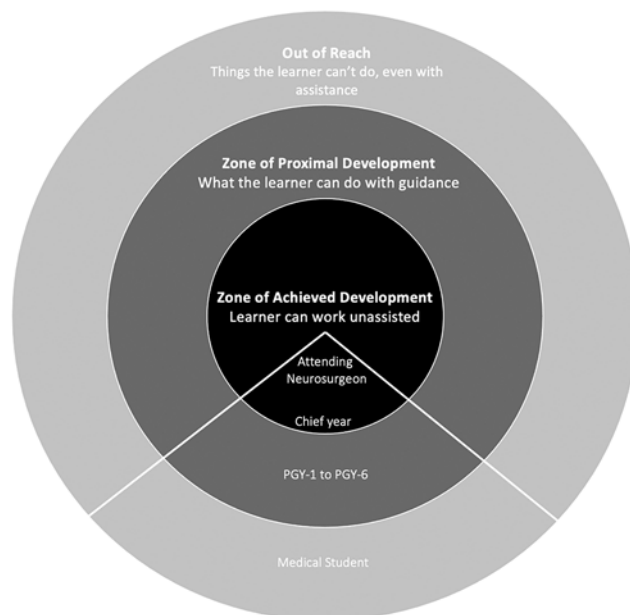 Out of Reach
Things the learner can't do, even with
assistance
Zone of Proximal Development
What the learner can do with guidance
Zone of Achieved Development
Learner can work unassisted
Attending
Neurosurgeon
Chief year
PGY-1 to PGY-6
Medical Student